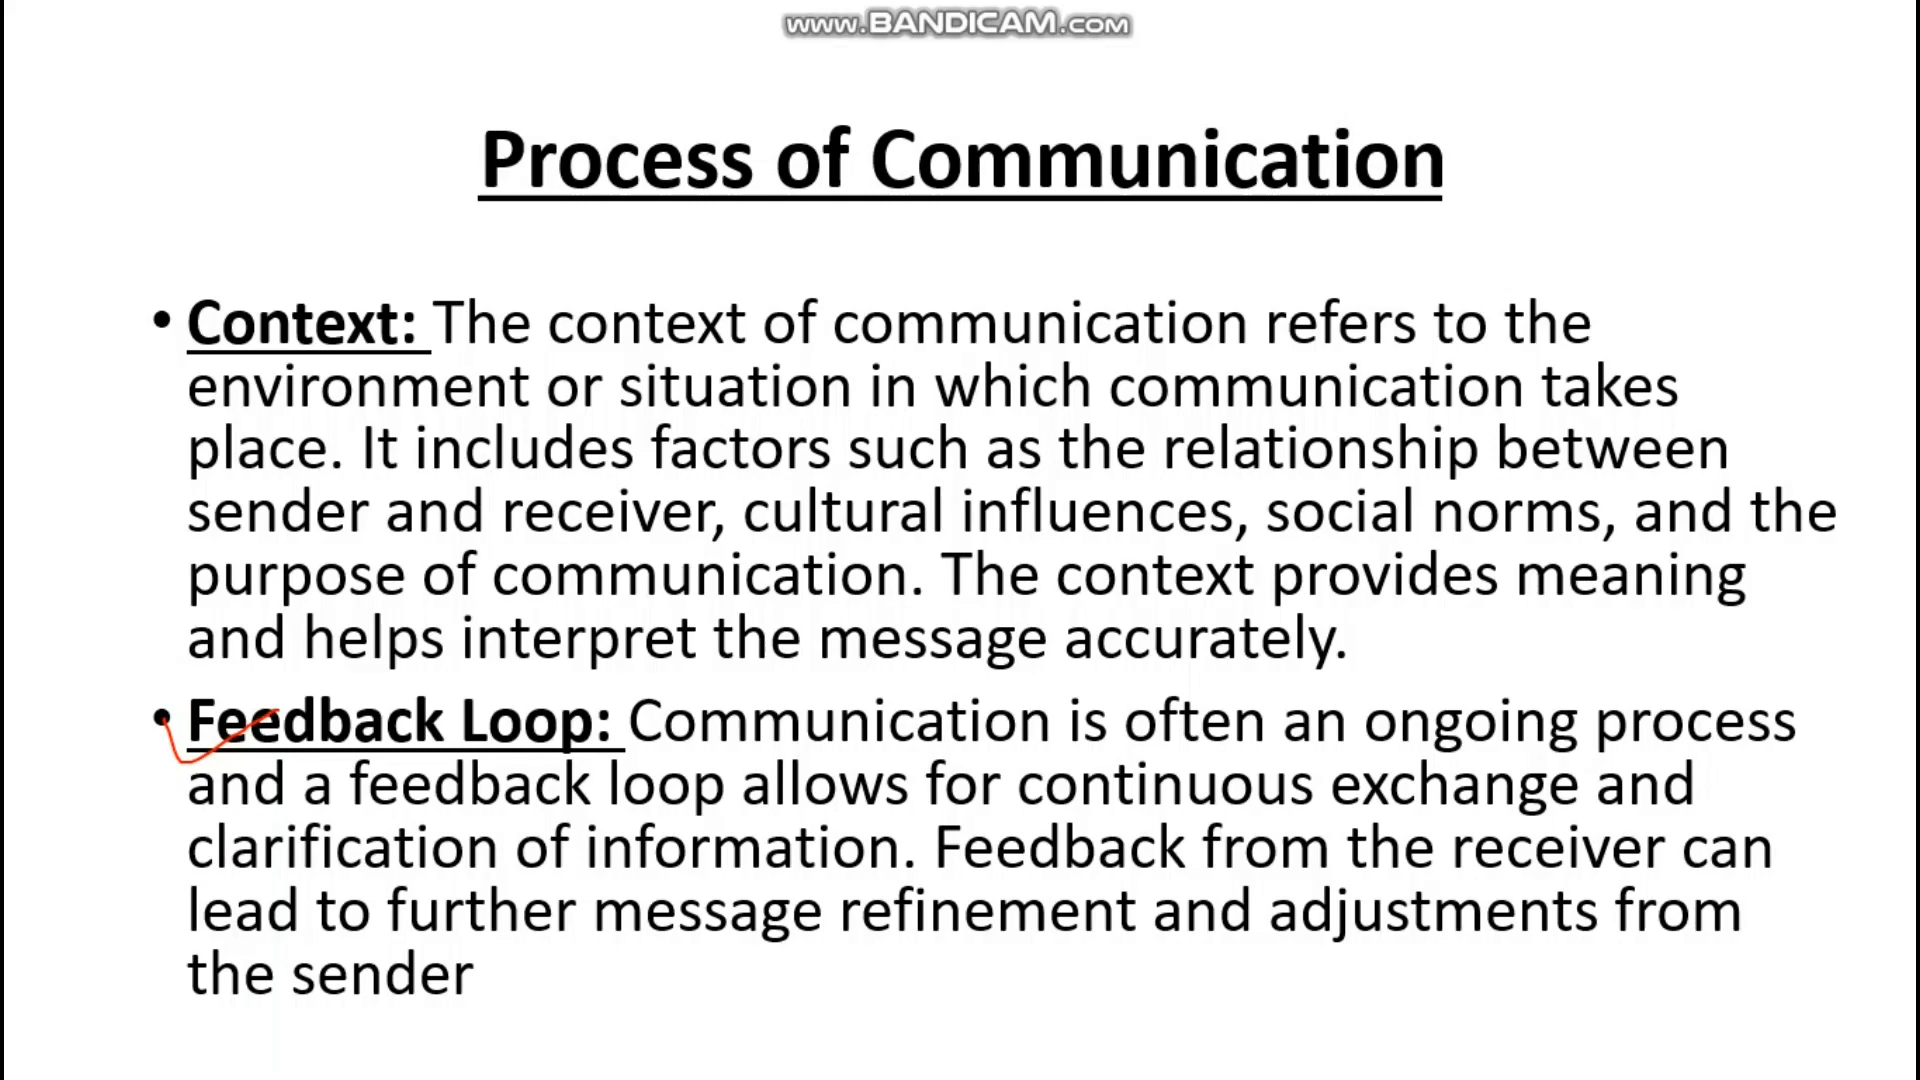 www.BANDICAM.com
Process of Communication
• Context: The context of communication refers to the
environment or situation in which communication takes
place. It includes factors such as the relationship between
sender and receiver, cultural influences, social norms, and the
purpose of communication. The context provides meaning
and helps interpret the message accurately.
• Feedback Loop: Communication is often an ongoing process
and a feedback loop allows for continuous exchange and
clarification of information. Feedback from the receiver can
lead to further message refinement and adjustments from
the sender